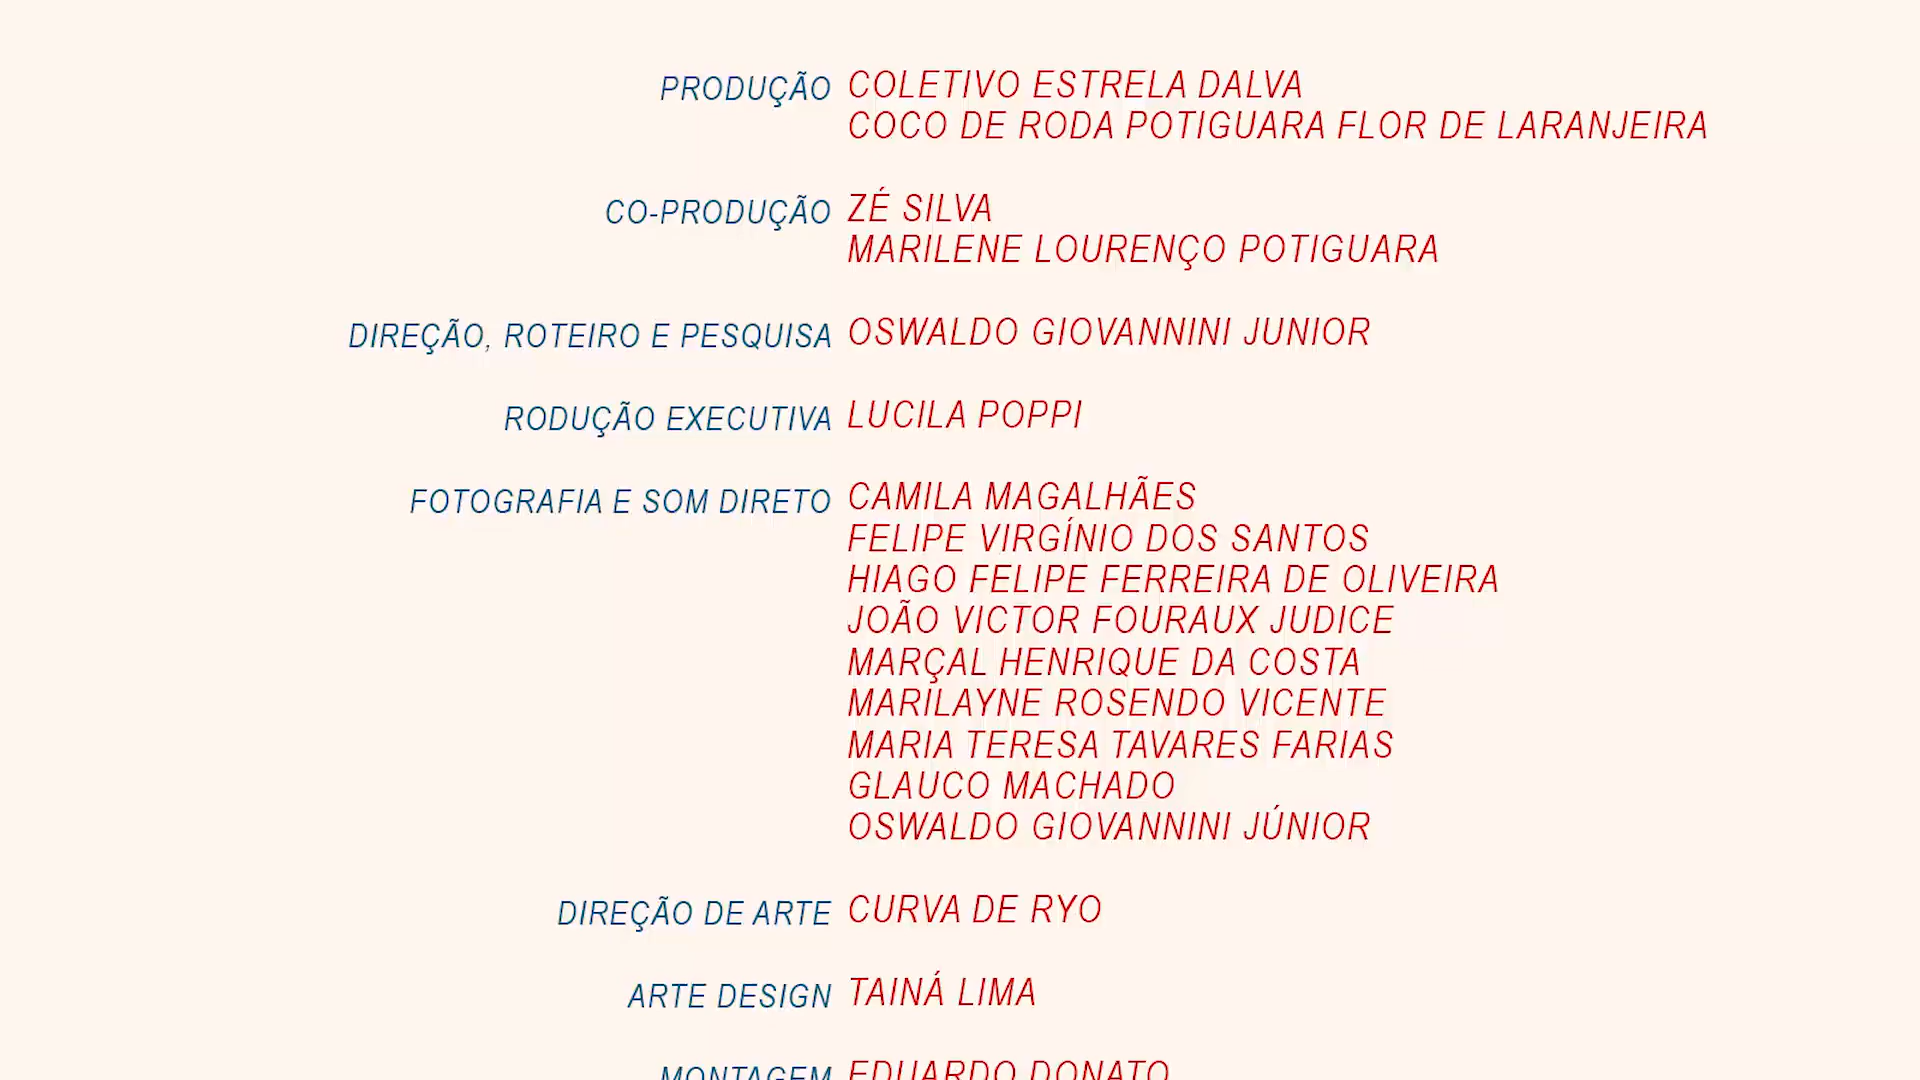 PRODUÇÃO COLETIVO ESTRELA DALVA
COCO DE RODA POTIGUARA FLOR DE LARANJEIRA
CO-PRODUÇÃO ZÉ SILVA
MARILENE LOURENÇO POTIGUARA
DIREÇÃO, ROTEIRO E PESQUISA OSWALDO GIOVANNINI JUNIOR
RODUÇÃO EXECUTIVA LUCILA POPPI
FOTOGRAFIA E SOM DIRETO CAMILA MAGALHÃES
FELIPE VIRGÍNIO DOS SANTOS
HIAGO FELIPE FERREIRA DE OLIVEIRA
JOÃO VICTOR FOURAUX JUDICE
MARÇAL HENRIQUE DA COSTA
MARILAYNE ROSENDO VICENTE
MARIA TERESA TAVARES FARIAS
GLAUCO MACHADO
OSWALDO GIOVANNINI JÚNIOR
DIREÇÃO DE ARTE CURVA DE RYO
ARTE DESIGN TAINÁ LIMA
MONTAGEM EDUARDO DONATO